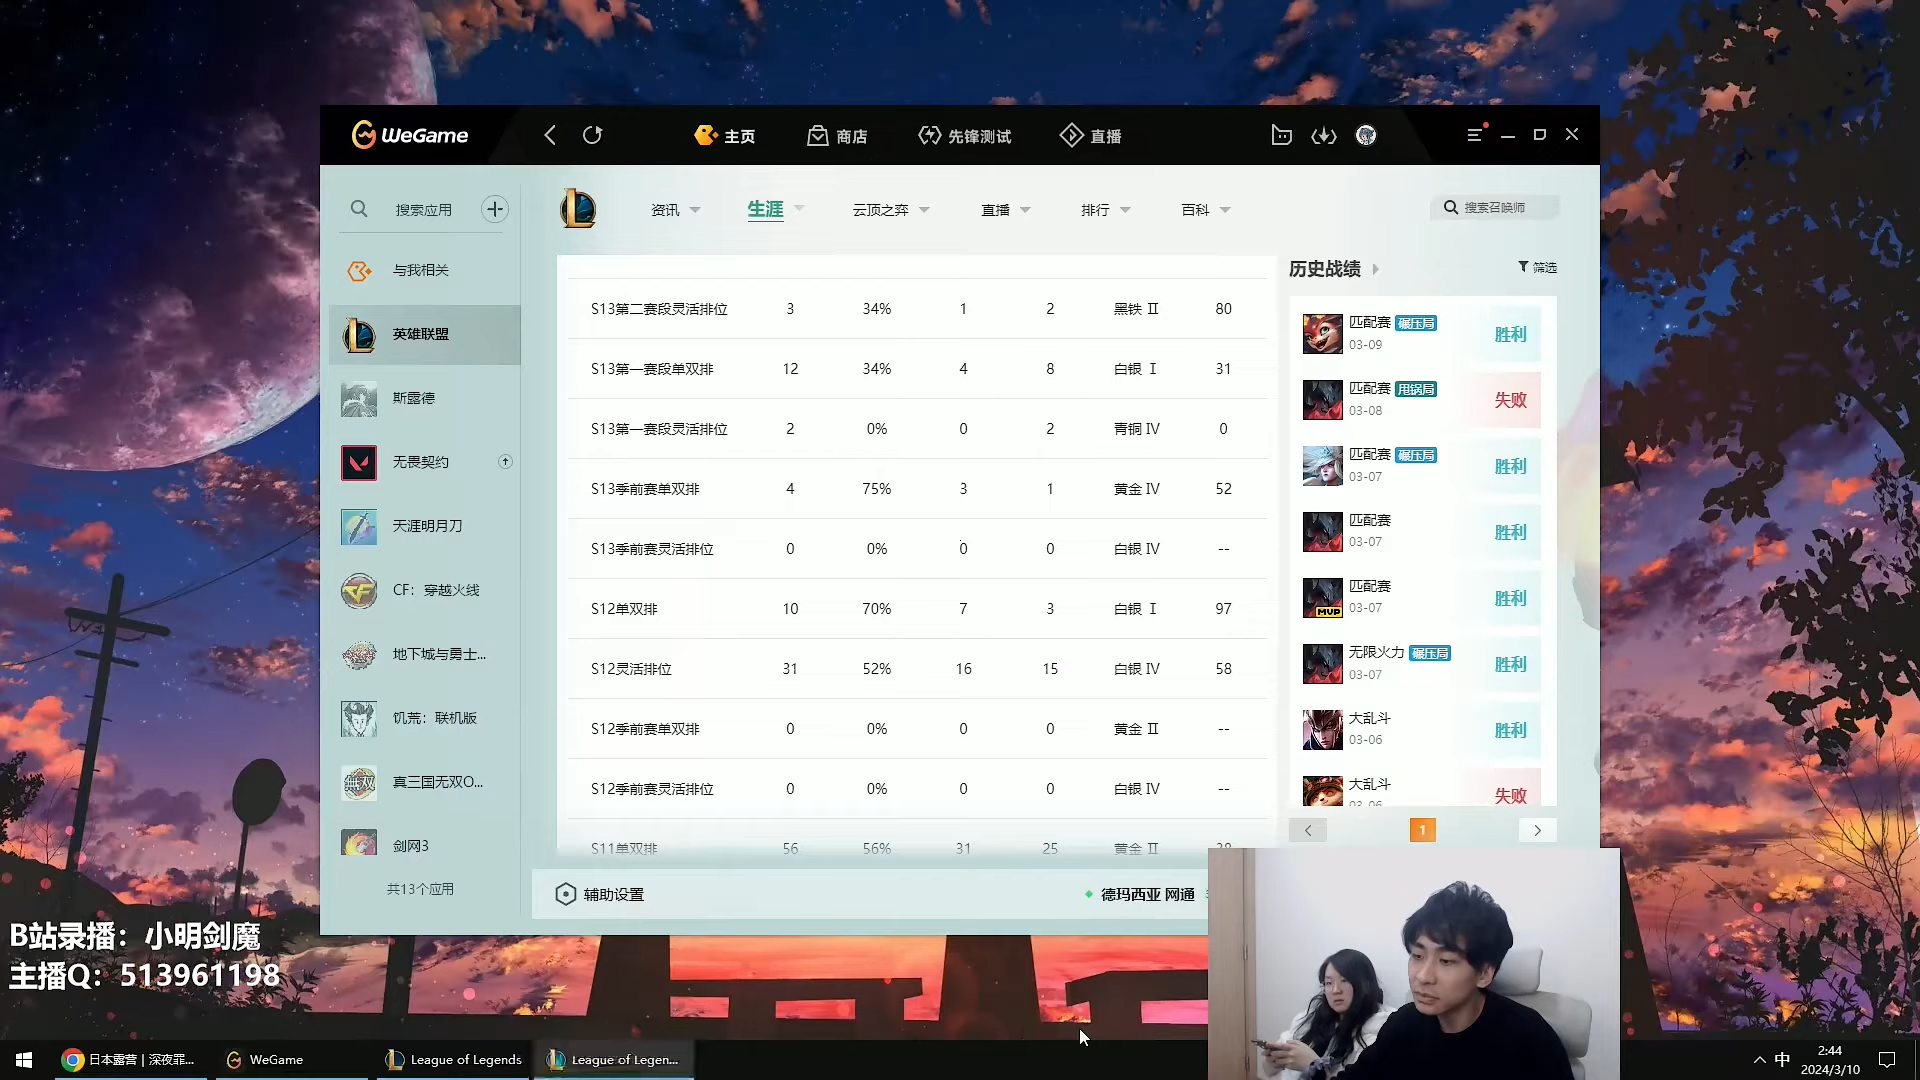 WeGame
主页
商店
先锋测试
直播
搜索应用
与我相关
英雄联盟
斯露德
无畏契约
天涯明月刀
CF：穿越火线
地下城与勇士...
饥荒：联机版
真三国无双O...
剑网3
共13个应用
资讯
生涯
云顶之弈
直播
排行
百科
搜索召唤师
S13第二赛段灵活排位 3 34% 1 2 黑铁 Ⅱ 80
S13第一赛段单双排 12 34% 4 8 白银 Ⅰ 31
S13第一赛段灵活排位 2 0% 0 2 青铜 Ⅳ 0
S13季前赛单双排 4 75% 3 1 黄金 Ⅳ 52
S13季前赛灵活排位 0 0% 0 0 白银 Ⅳ --
S12单双排 10 70% 7 3 白银 Ⅰ 97
S12灵活排位 31 52% 16 15 白银 Ⅳ 58
S12季前赛单双排 0 0% 0 0 黄金 Ⅱ --
S12季前赛灵活排位 0 0% 0 0 白银 Ⅳ --
S11单双排 56 56% 31 25 黄金 Ⅱ
辅助设置
德玛西亚 网通
历史战绩
筛选
匹配赛 碾压局
03-09
胜利
匹配赛 甩锅局
03-08
失败
匹配赛 碾压局
03-07
胜利
匹配赛
03-07
胜利
匹配赛
03-07
MVP
胜利
无限火力 碾压局
03-07
胜利
大乱斗
03-06
胜利
大乱斗
03-06
失败
1
B站录播：小明剑魔
主播Q：513961198
日本露营 | 深夜罪...
WeGame
League of Legends
League of Legen...
中
2:44
2024/3/10